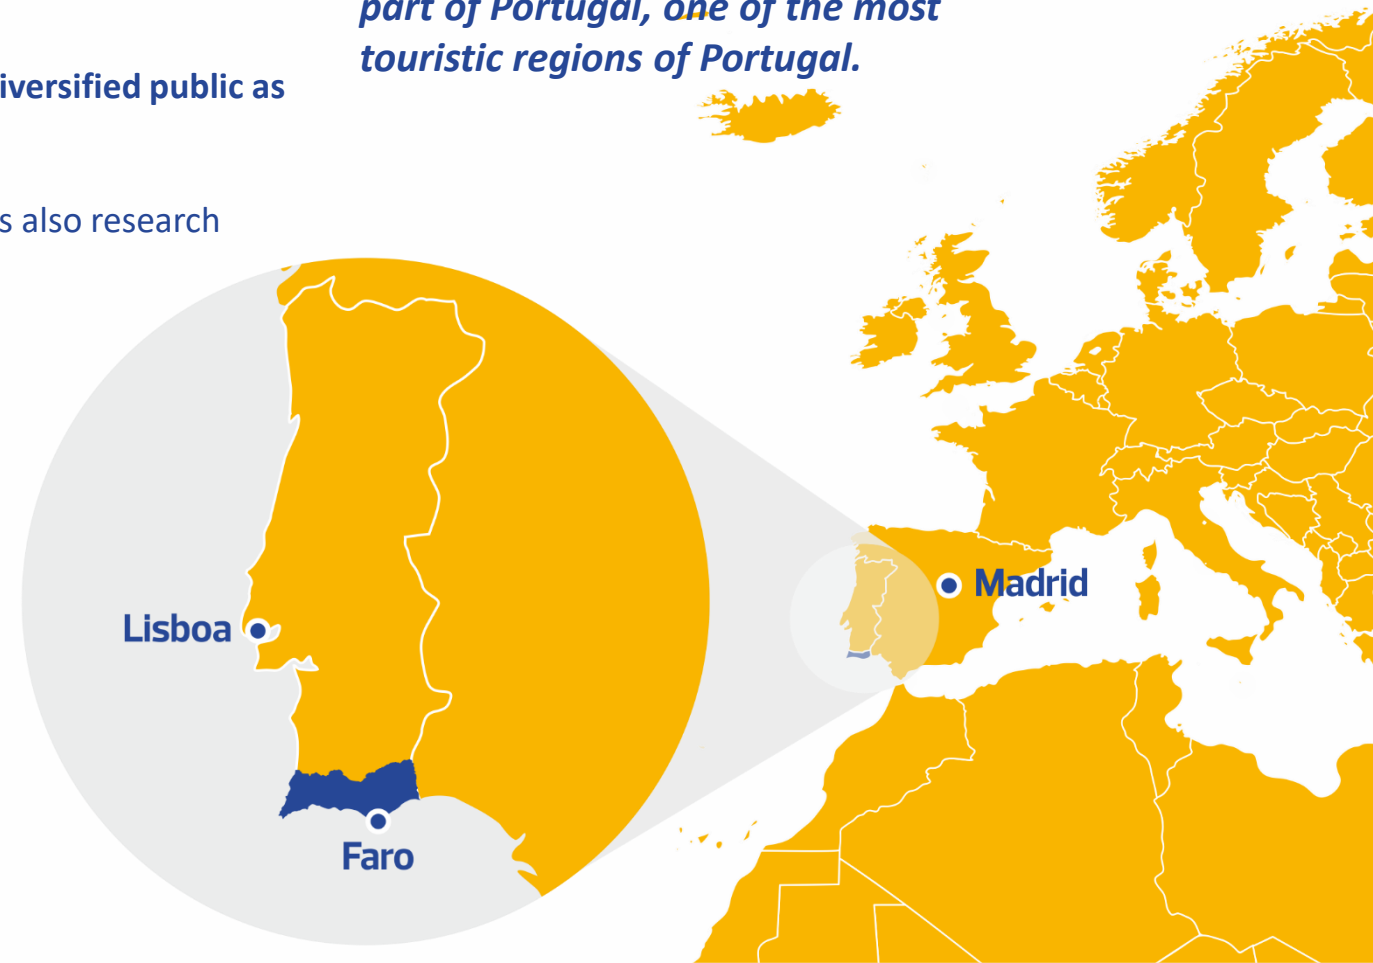 part of Portugal, one of the most
touristic regions of Portugal.
iversified public as
s also research
Lisboa
Faro
Madrid